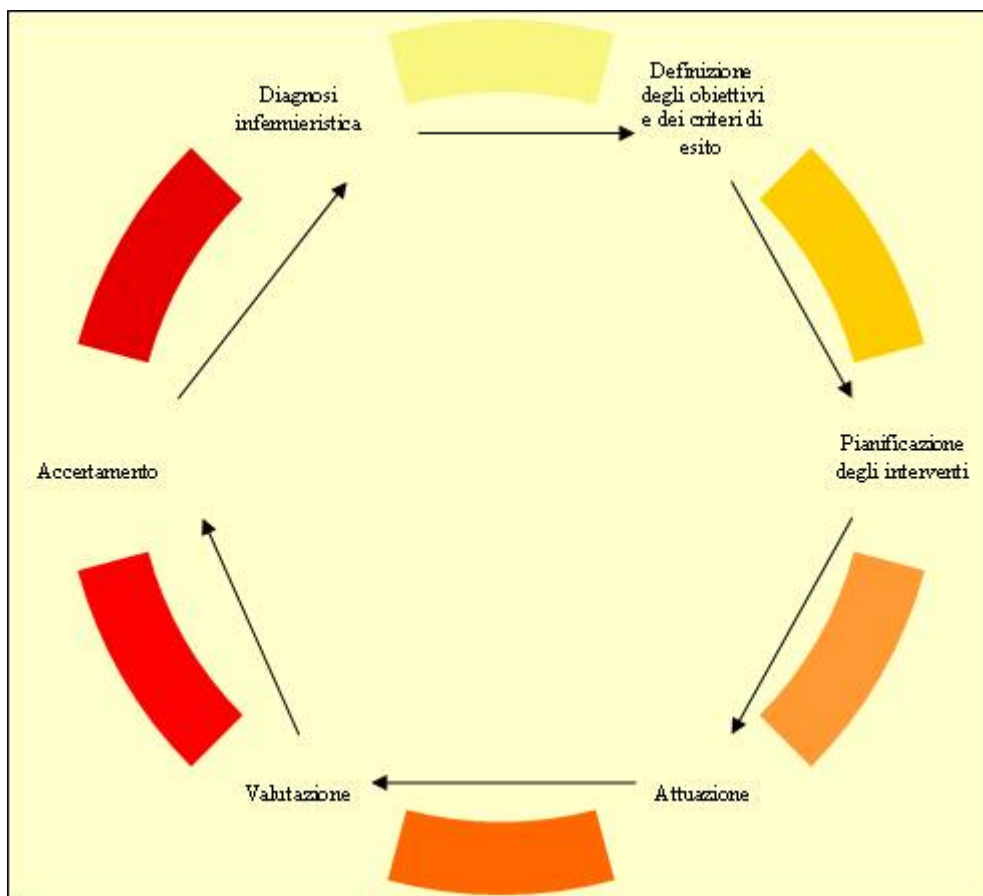 Diagnosi
infermieristica
Definizione
degli obiettivi
e dei criteri di
esito
Pianificazione
degli interventi
Attuazione
Valutazione
Accertamento